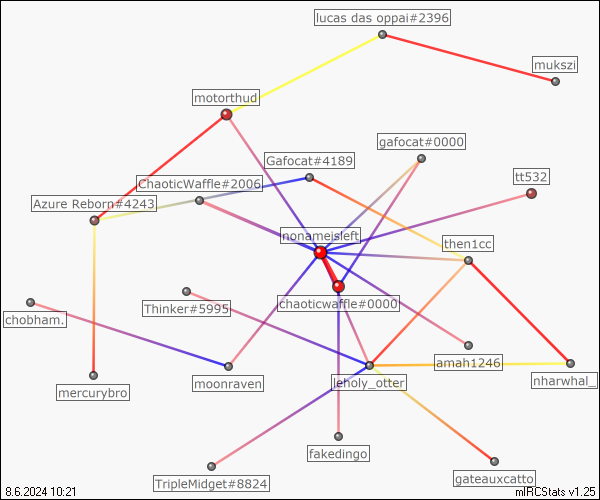 lucas das oppai#2396
mukszi
motorthud
gafocat#0000
Gafocat#4189
tt532
ChaoticWaffle#2006
Azure Reborn#4243
nonameisleft
then1cc
chaoticwaffle#0000
Thinker#5995
chobham.
amah1246
moonraven
leholy_otter
nharwhal_
mercurybro
fakedingo
gateauxcatto
TripleMidget#8824
8.6.2024 10:21
mIRCStats v1.25